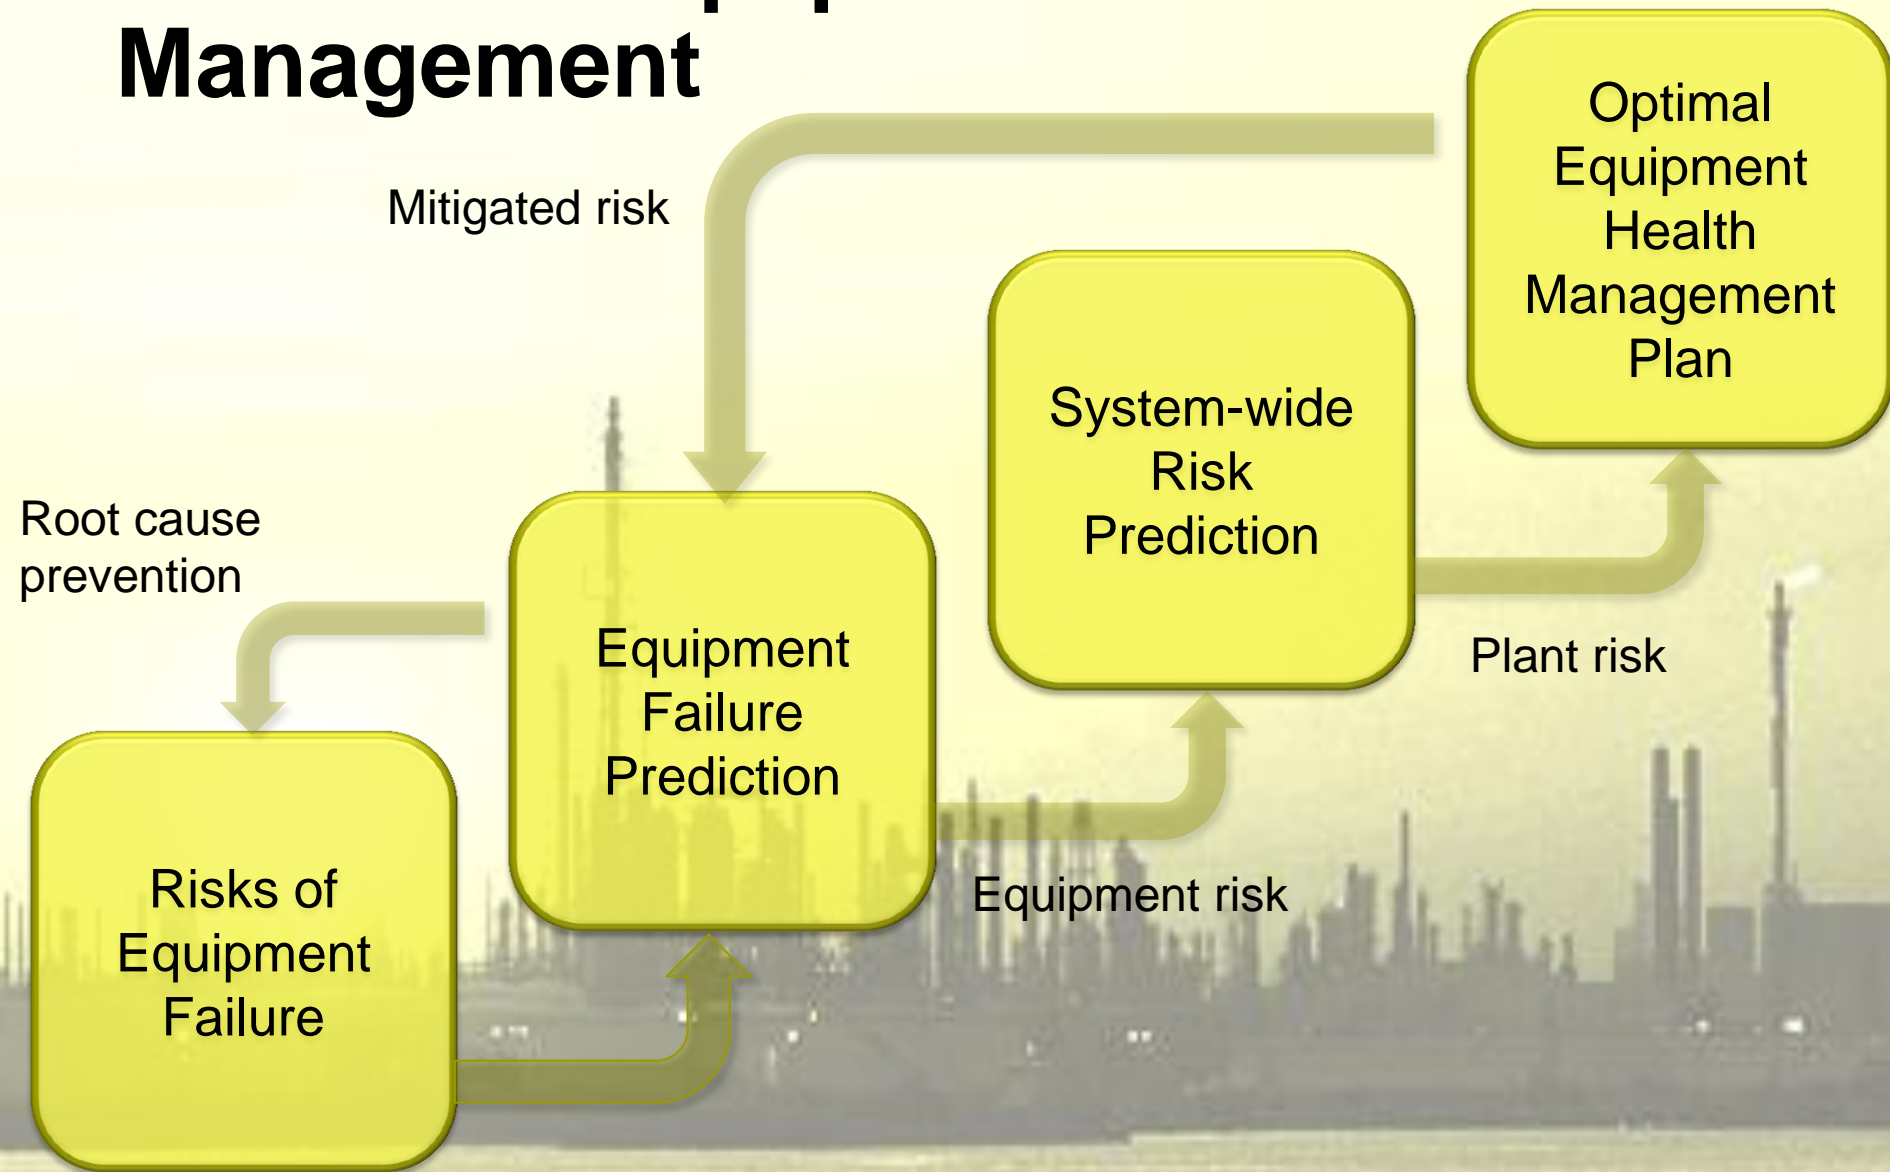 Management
Optimal
Equipment
Health
Management
Plan
Mitigated risk
System-wide
Risk
Prediction
Root cause
prevention
Equipment
Failure
Prediction
Plant risk
Risks of
Equipment
Failure
Equipment risk